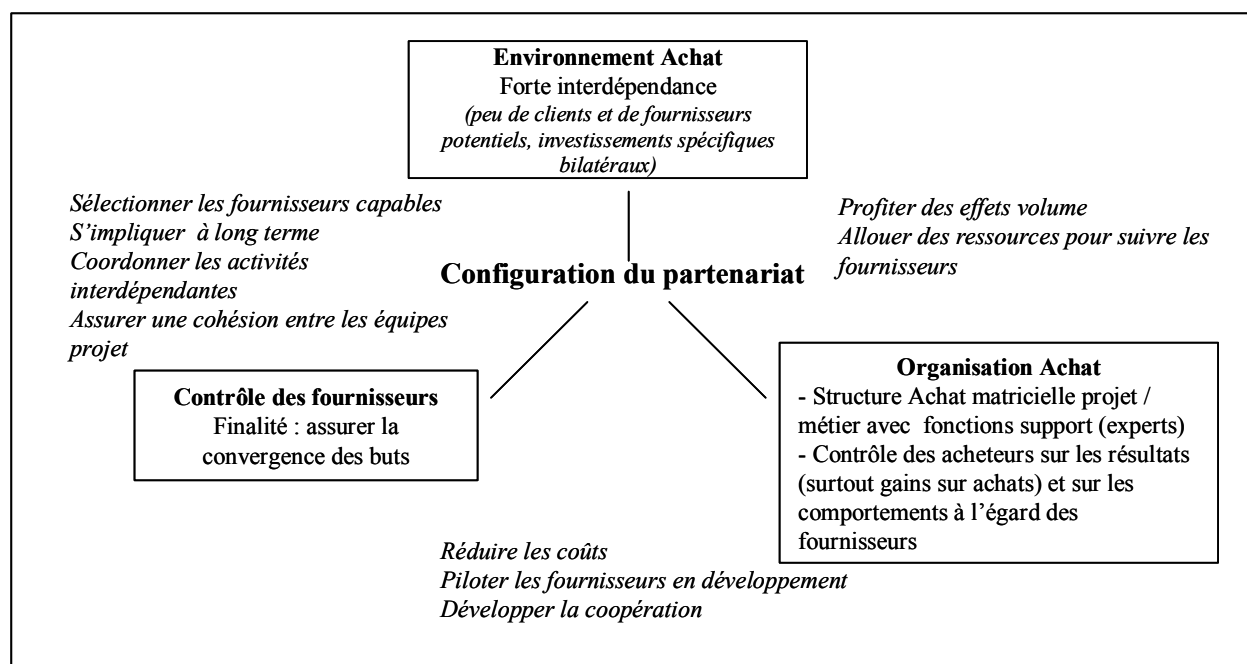 Environnement Achat
Forte interdépendance
(peu de clients et de fournisseurs
potentiels, investissements spécifiques
bilatéraux)
Sélectionner les fournisseurs capables
S’impliquer à long terme
Coordonner les activités
interdépendantes
Assurer une cohésion entre les équipes
projet
Profiter des effets volume
Allouer des ressources pour suivre les
fournisseurs
Configuration du partenariat
Contrôle des fournisseurs
Finalité : assurer la
convergence des buts
Organisation Achat
- Structure Achat matricielle projet /
métier avec fonctions support (experts)
- Contrôle des acheteurs sur les résultats
(surtout gains sur achats) et sur les
comportements à l’égard des
fournisseurs
Réduire les coûts
Piloter les fournisseurs en développement
Développer la coopération